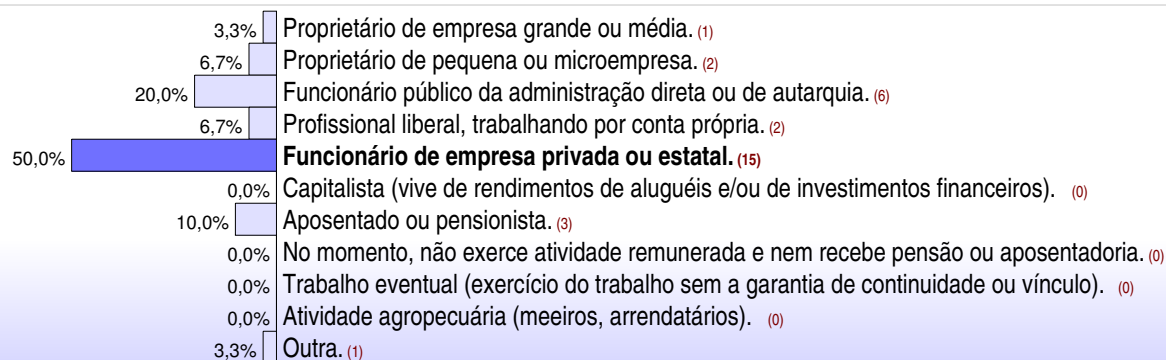 3,3% Proprietário de empresa grande ou média. (1)
6,7% Proprietário de pequena ou microempresa. (2)
20,0% Funcionário público da administração direta ou de autarquia. (6)
6,7% Profissional liberal, trabalhando por conta própria. (2)
50,0% Funcionário de empresa privada ou estatal. (15)
0,0% Capitalista (vive de rendimentos de aluguéis e/ou de investimentos financeiros). (0)
10,0% Aposentado ou pensionista. (3)
0,0% No momento, não exerce atividade remunerada e nem recebe pensão ou aposentadoria. (0)
0,0% Trabalho eventual (exercício do trabalho sem a garantia de continuidade ou vínculo). (0)
0,0% Atividade agropecuária (meeiros, arrendatários). (0)
3,3% Outra. (1)